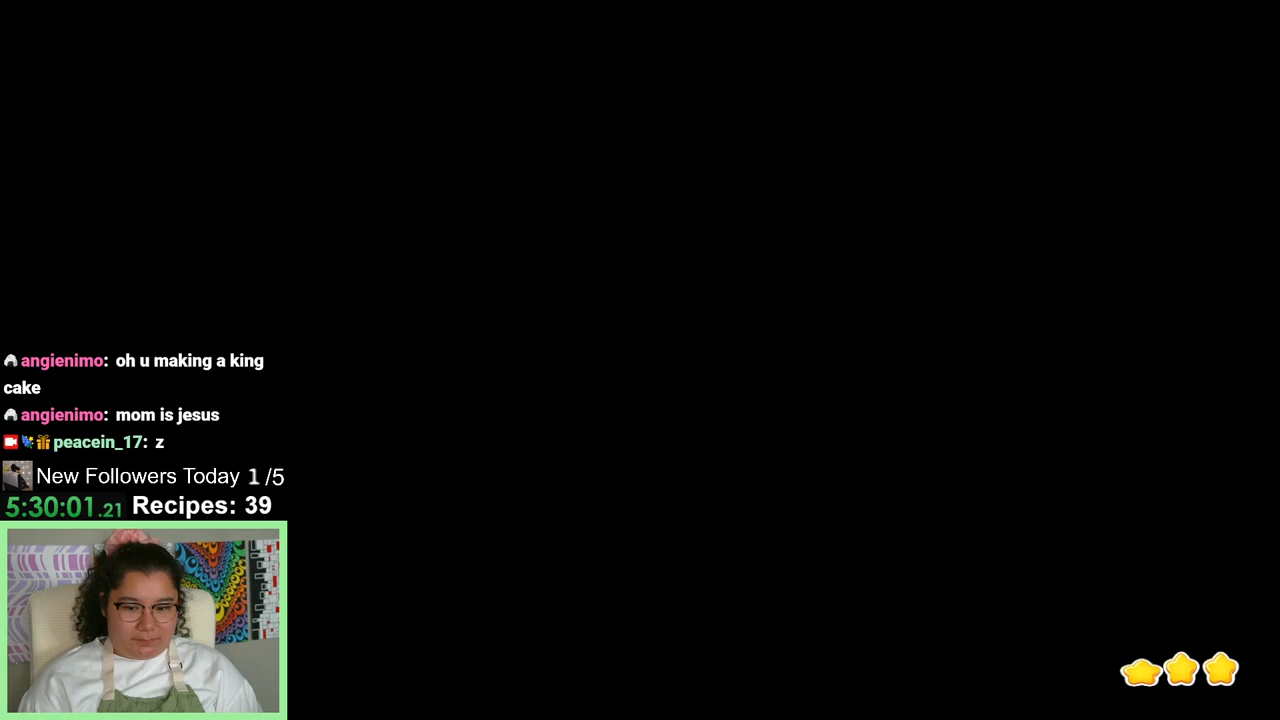 angienimo: oh u making a king
cake
angienimo: mom is jesus
peacein_17: z
New Followers Today 1 /5
5:30:01.21 Recipes: 39